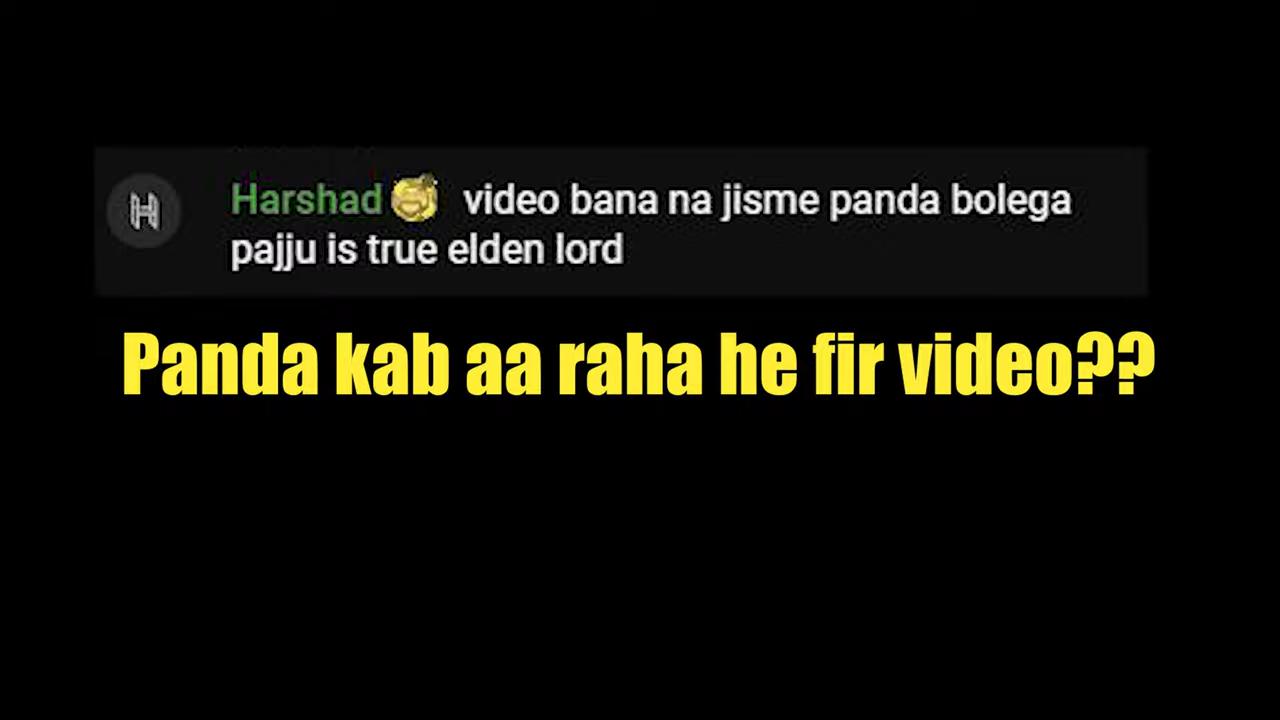 Harshad video bana na jisme panda bolega
pajju is true elden lord
Panda kab aa raha he fir video??